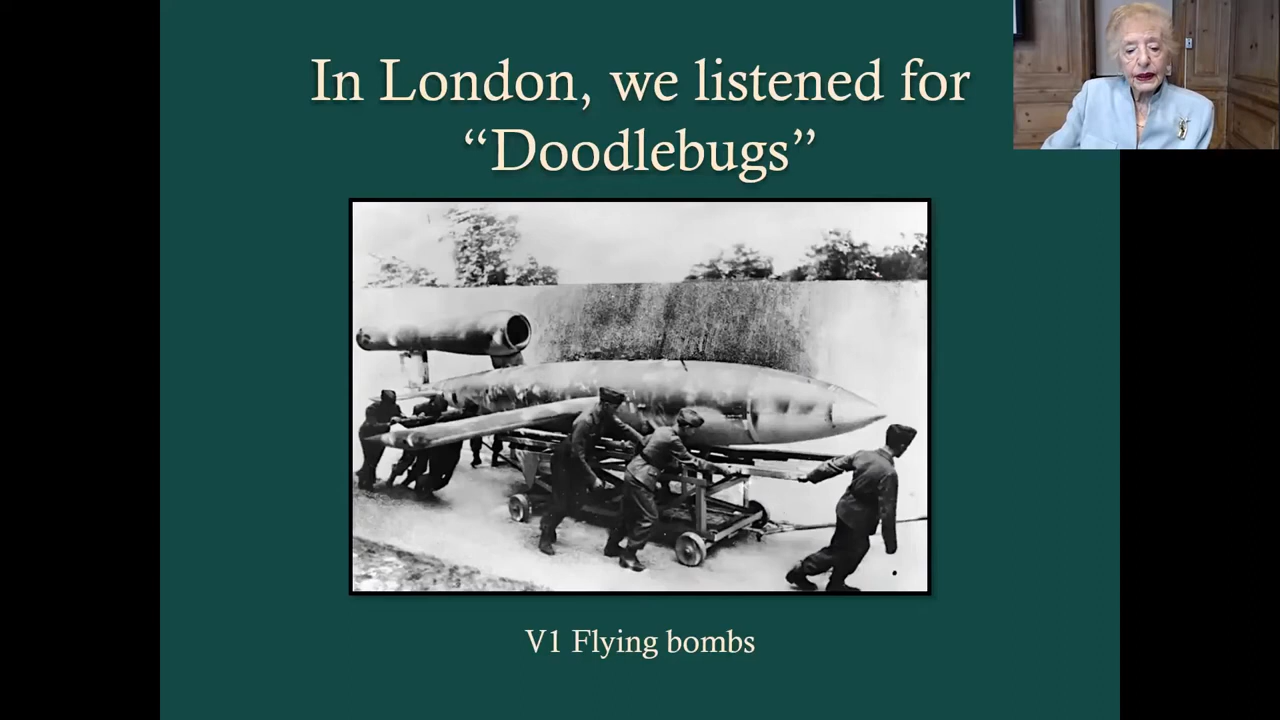 In London, we listened for
“Doodlebugs”
V1 Flying bombs